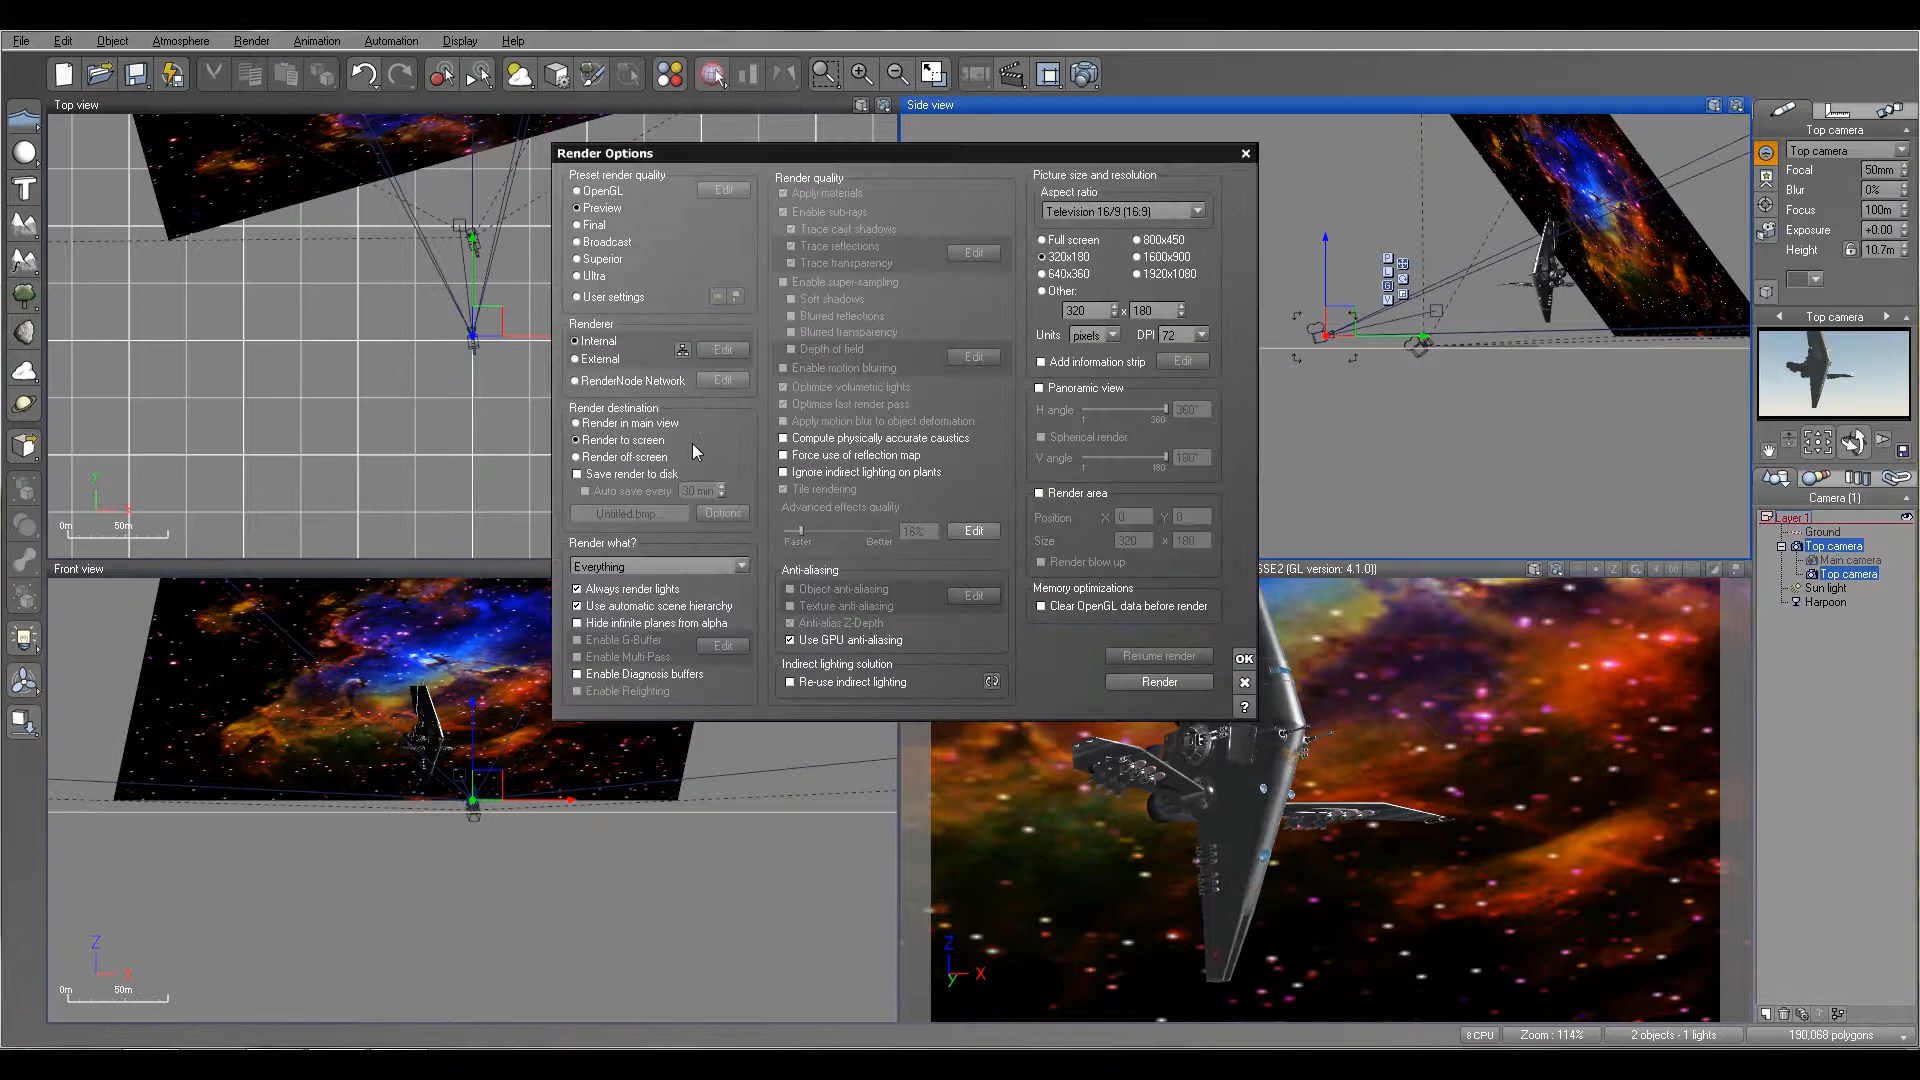 File Edit Object Atmosphere Render Animation Automation Display Help
Top view
Side view
Top camera
Top camera
Focal 50mm
Blur 0%
Focus 100m
Exposure +0.00
Height 10.7m
Top camera
Camera (1)
Layer 1
Ground
Top camera
Main camera
Top camera
Sun light
Harpoon
Render Options
Preset render quality
OpenGL Edit
Preview
Final
Broadcast
Superior
Ultra
User settings
Renderer
Internal
External Edit
RenderNode Network Edit
Render destination
Render in main view
Render to screen
Render off-screen
Save render to disk
Auto save every 30 min
Untitled.bmp... Options
Render what?
Everything
Always render lights
Use automatic scene hierarchy
Hide infinite planes from alpha
Enable G-Buffer
Enable Multi-Pass
Edit
Enable Diagnosis buffers
Enable Relighting
Render quality
Apply materials
Enable sub-rays
Trace cast shadows
Trace reflections
Trace transparency
Edit
Enable super-sampling
Soft shadows
Blurred reflections
Blurred transparency
Depth of field
Edit
Enable motion blurring
Optimize volumetric lights
Optimize last render pass
Apply motion blur to object deformation
Compute physically accurate caustics
Force use of reflection map
Ignore indirect lighting on plants
Tile rendering
Advanced effects quality
16% Edit
Faster Better
Anti-aliasing
Object anti-aliasing
Texture anti-aliasing
Edit
Anti-alias Z-Depth
Use GPU anti-aliasing
Indirect lighting solution
Re-use indirect lighting
Picture size and resolution
Aspect ratio
Television 16/9 (16:9)
Full screen 800x450
320x180 1600x900
640x360 1920x1080
Other:
320 x 180
Units pixels DPI 72
Add information strip Edit
Panoramic view
H angle 360°
1° 360°
Spherical render
V angle 180°
1° 180°
Render area
Position X 0 Y 0
Size 320 x 180
Render blow up
Memory optimizations
Clear OpenGL data before render
Resume render
Render
OK
?
P
L
G
V
Y
X
0m 50m
Front view
SSE2 (GL version: 4.1.0))
Z
X
0m 50m
Z
X
Y
8 CPU Zoom : 114% 2 objects - 1 lights 190,068 polygons